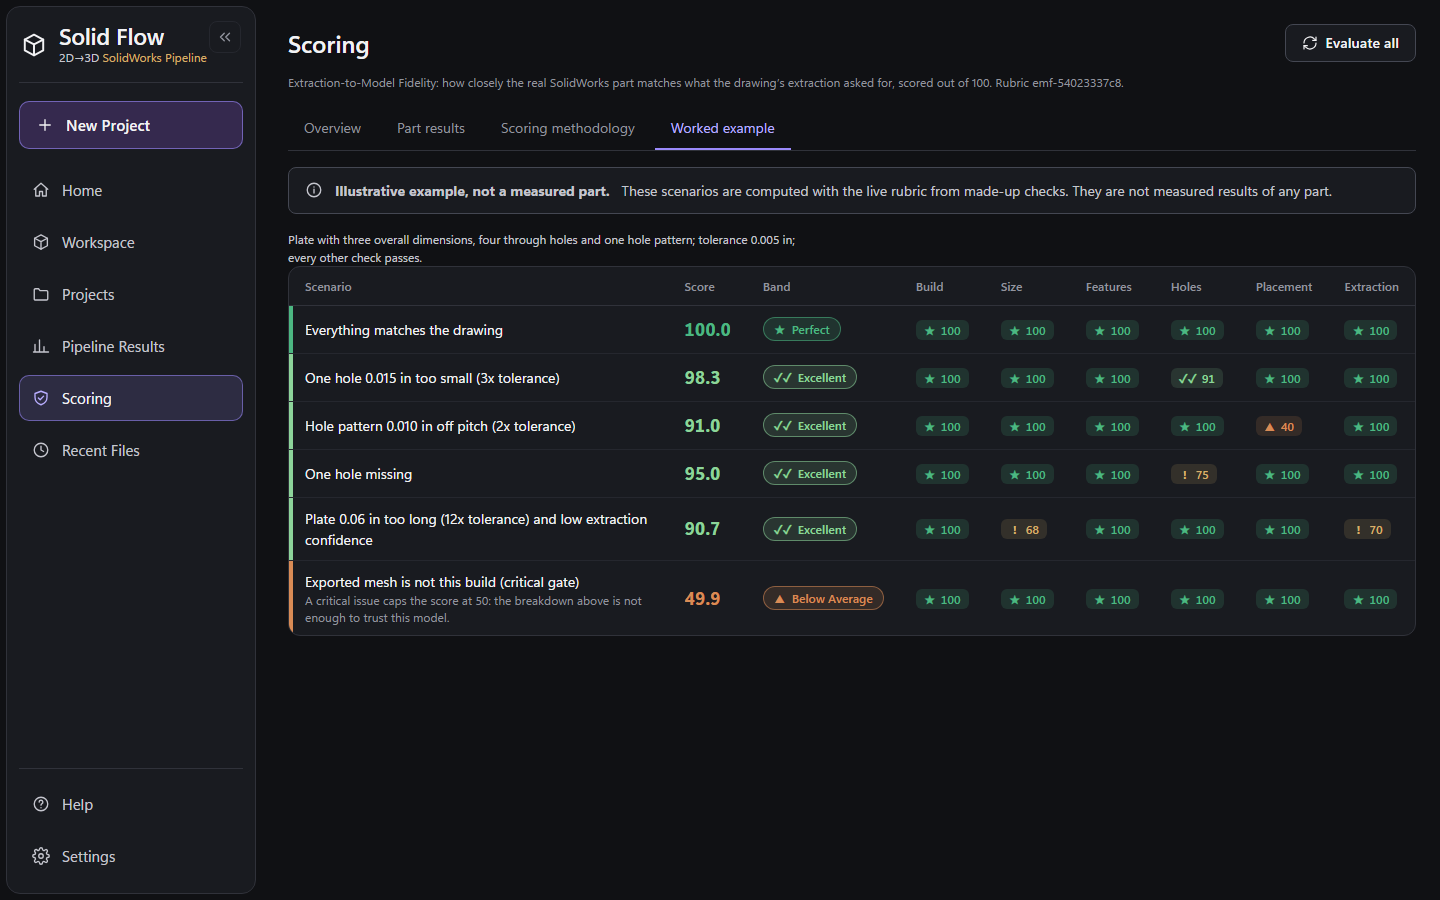 Solid Flow
2D→3D SolidWorks Pipeline
New Project
Home
Workspace
Projects
Pipeline Results
Scoring
Recent Files
Help
Settings
Scoring
Evaluate all
Extraction-to-Model Fidelity: how closely the real SolidWorks part matches what the drawing's extraction asked for, scored out of 100. Rubric emf-54023337c8.
Overview Part results Scoring methodology Worked example
Illustrative example, not a measured part. These scenarios are computed with the live rubric from made-up checks. They are not measured results of any part.
Plate with three overall dimensions, four through holes and one hole pattern; tolerance 0.005 in;
every other check passes.
Scenario Score Band Build Size Features Holes Placement Extraction
Everything matches the drawing 100.0 Perfect 100 100 100 100 100 100
One hole 0.015 in too small (3x tolerance) 98.3 Excellent 100 100 100 91 100 100
Hole pattern 0.010 in off pitch (2x tolerance) 91.0 Excellent 100 100 100 100 40 100
One hole missing 95.0 Excellent 100 100 100 75 100 100
Plate 0.06 in too long (12x tolerance) and low extraction
confidence 90.7 Excellent 100 68 100 100 100 70
Exported mesh is not this build (critical gate)
A critical issue caps the score at 50: the breakdown above is not
enough to trust this model. 49.9 Below Average 100 100 100 100 100 100